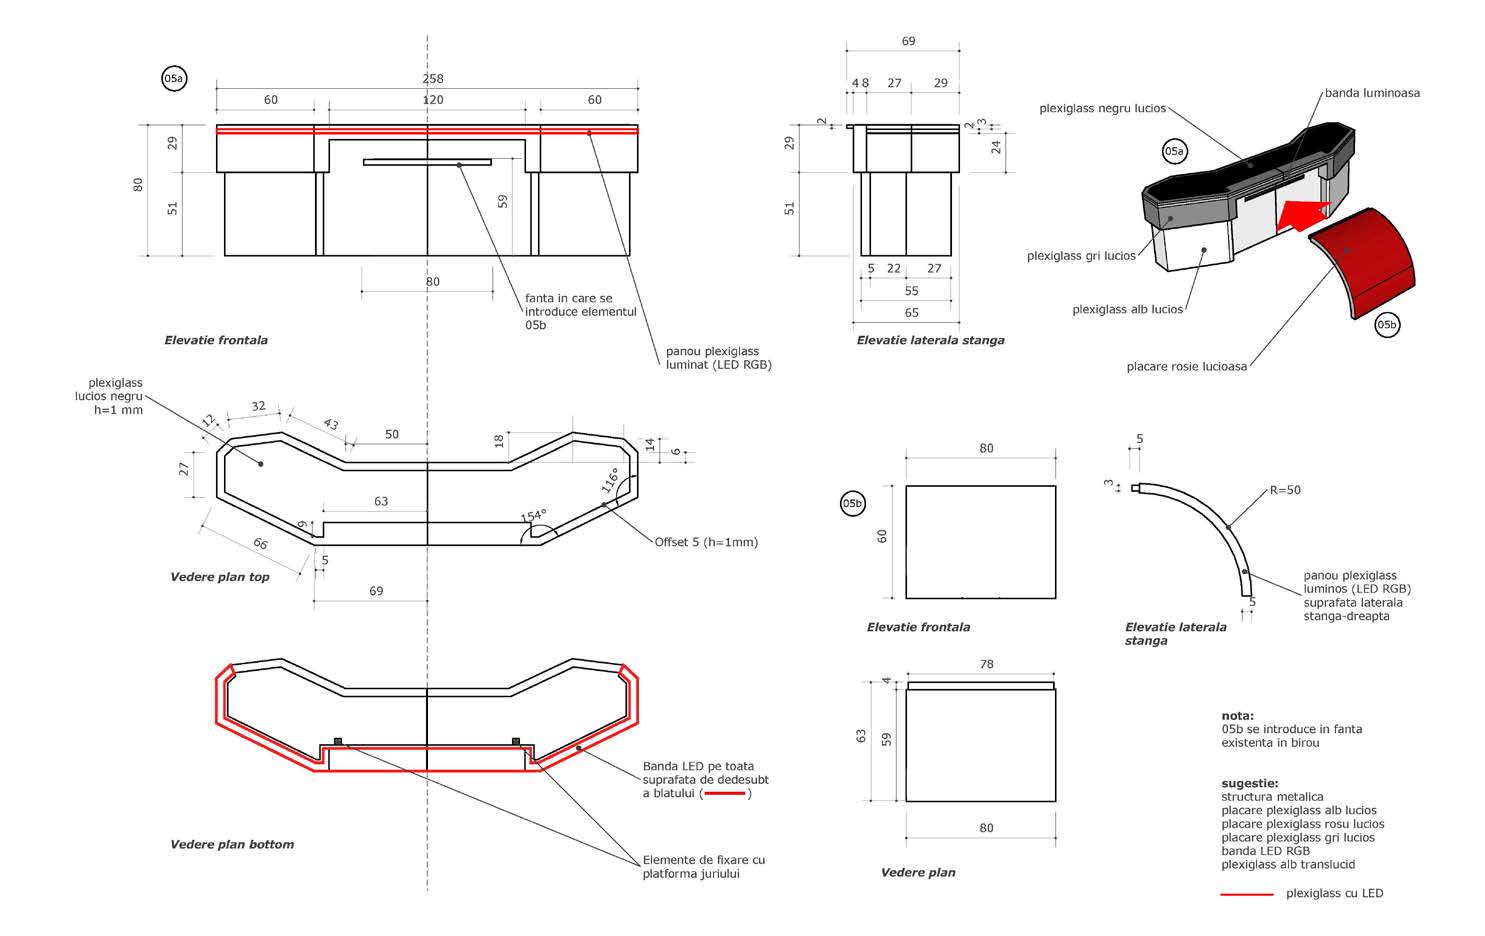 05a
258
60
120
60
80
29
51
59
80
fanta in care se
introduce elementul
05b
panou plexiglass
luminat (LED RGB)
Elevatie frontala
69
4 8 27 29
2
2
3
29
24
51
5 22 27
55
65
Elevatie laterala stanga
plexiglass negru lucios
banda luminoasa
05a
plexiglass gri lucios
plexiglass alb lucios
05b
placare rosie lucioasa
plexiglass
lucios negru
h=1 mm
12
32
43
50
18
14
6
27
63
116°
154°
9
66
5
69
Offset 5 (h=1mm)
Vedere plan top
Banda LED pe toata
suprafata de dedesubt
a blatului ( )
Elemente de fixare cu
platforma juriului
Vedere plan bottom
05b
80
60
Elevatie frontala
5
3
R=50
5
panou plexiglass
luminos (LED RGB)
suprafata laterala
stanga-dreapta
Elevatie laterala
stanga
78
4
63
59
80
Vedere plan
nota:
05b se introduce in fanta
existenta in birou
sugestie:
structura metalica
placare plexiglass alb lucios
placare plexiglass rosu lucios
placare plexiglass gri lucios
banda LED RGB
plexiglass alb translucid
plexiglass cu LED